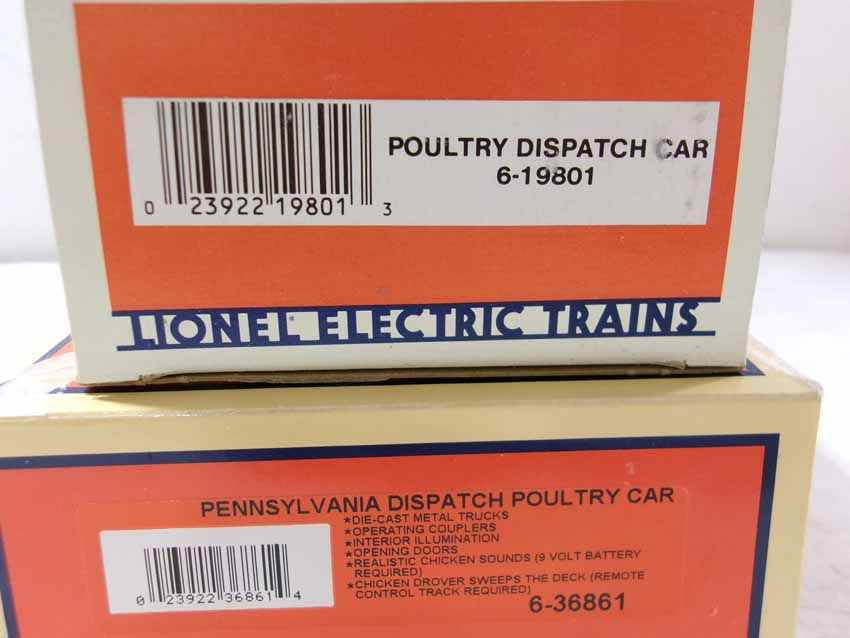 POULTRY DISPATCH CAR
6-19801
0 23922 19801 3
LIONEL ELECTRIC TRAINS
PENNSYLVANIA DISPATCH POULTRY CAR
*DIE-CAST METAL TRUCKS
*OPERATING COUPLERS
*INTERIOR ILLUMINATION
*OPENING DOORS
*REALISTIC CHICKEN SOUNDS (9 VOLT BATTERY
REQUIRED)
*CHICKEN DROVER SWEEPS THE DECK (REMOTE
CONTROL TRACK REQUIRED)
6-36861
0 23922 36861 4